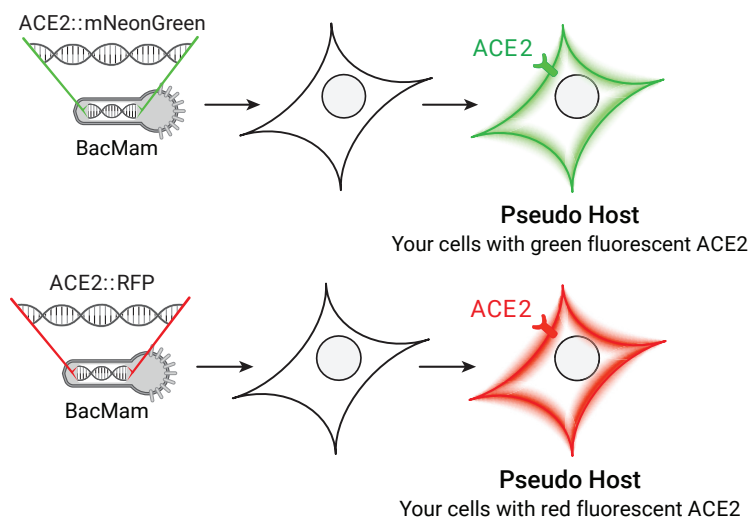 ACE2::mNeonGreen
ACE2
BacMam
Pseudo Host
Your cells with green fluorescent ACE2
ACE2::RFP
ACE2
BacMam
Pseudo Host
Your cells with red fluorescent ACE2